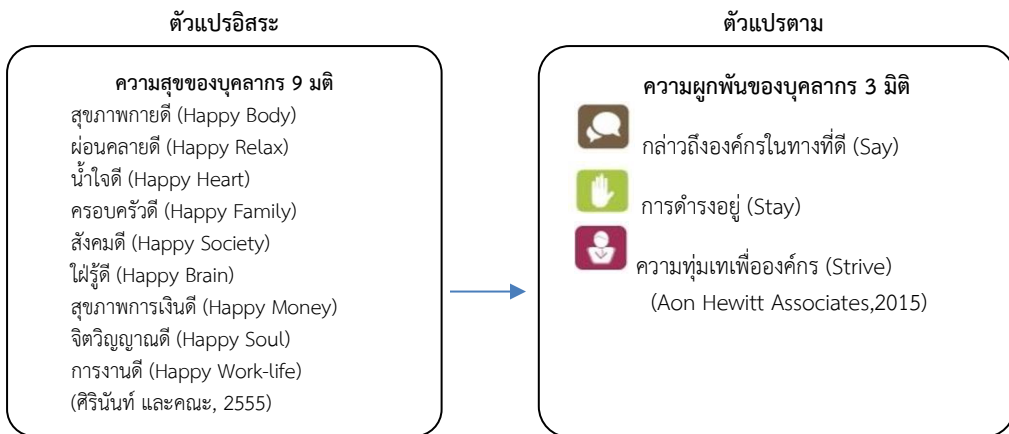 ตัวแปรอิสระ
ความสุขของบุคลากร 9 มติ
สุขภาพกายดี (Happy Body)
ผ่อนคลายดี (Happy Relax)
น้ำใจดี (Happy Heart)
ครอบครัวดี (Happy Family)
สังคมดี (Happy Society)
ใฝ่รู้ดี (Happy Brain)
สุขภาพการเงินดี (Happy Money)
จิตวิญญาณดี (Happy Soul)
การงานดี (Happy Work-life)
(ศิรินันท์ และคณะ, 2555)
ตัวแปรตาม
ความผูกพันของบุคลากร 3 มิติ
กล่าวถึงองค์กรในทางที่ดี (Say)
การดำรงอยู่ (Stay)
ความทุ่มเทเพื่อองค์กร (Strive)
(Aon Hewitt Associates,2015)